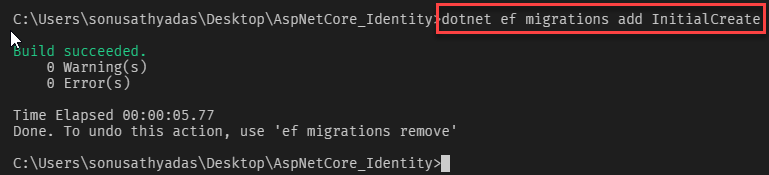 C:\Users\sonusathyadas\Desktop\AspNetCore_Identity>dotnet ef migrations add InitialCreate
Build succeeded.
0 Warning(s)
0 Error(s)
Time Elapsed 00:00:05.77
Done. To undo this action, use 'ef migrations remove'
C:\Users\sonusathyadas\Desktop\AspNetCore_Identity>